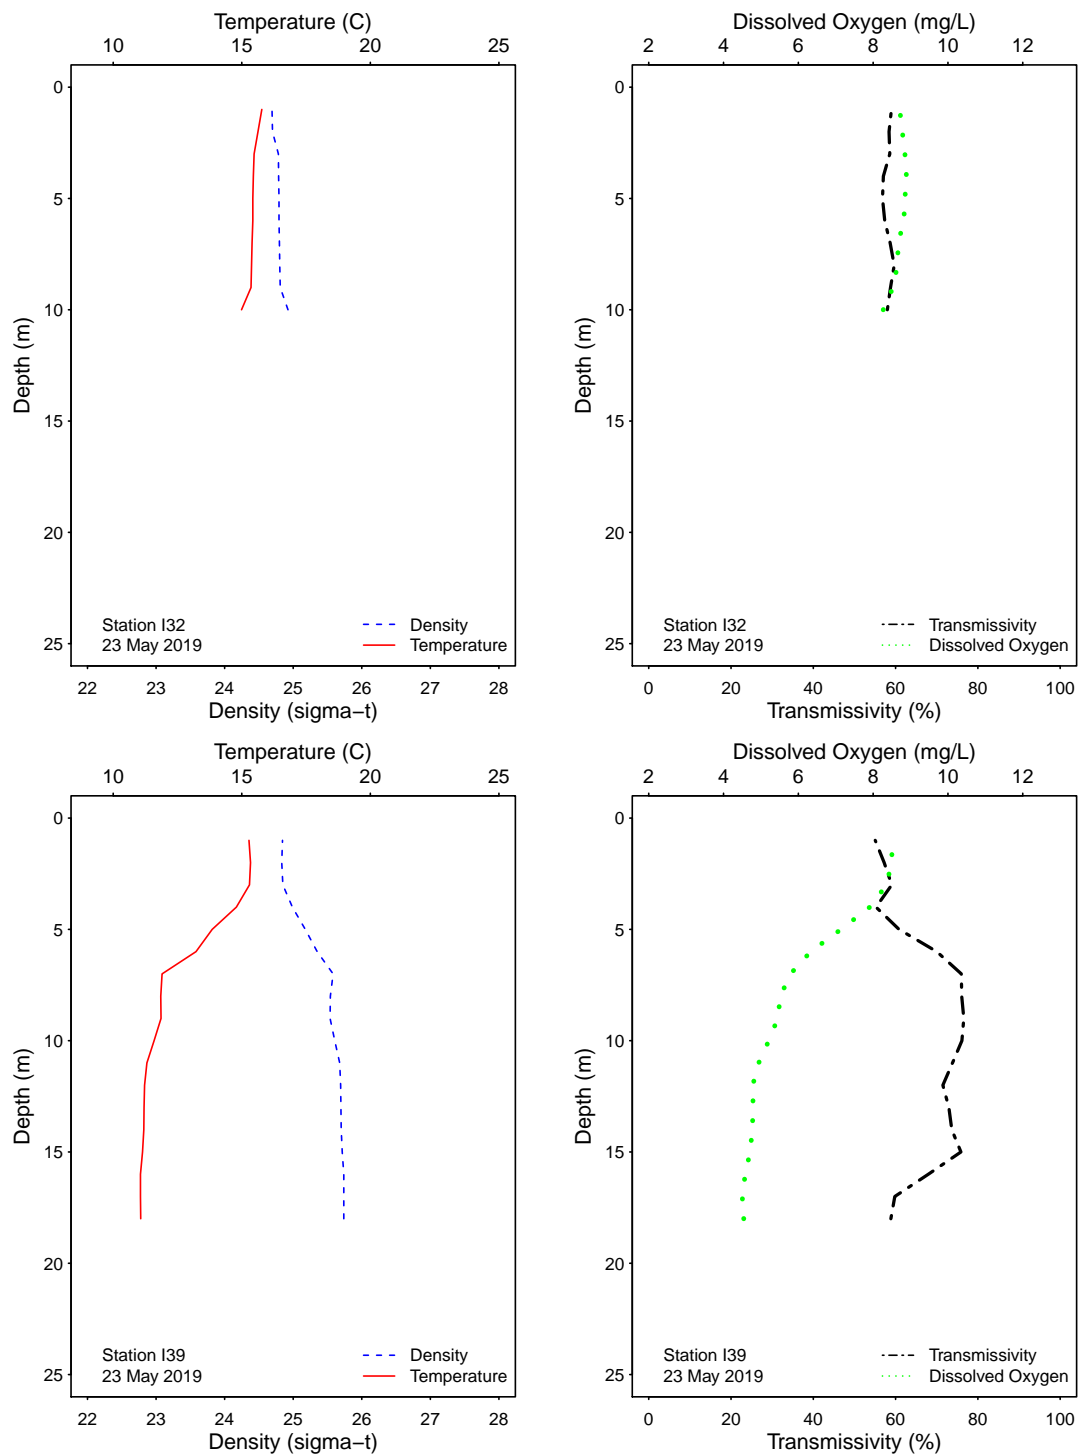 Temperature (C)
10 15 20 25
0
5
10
15
20
25
Depth (m)
Station I32
23 May 2019
Density
Temperature
22 23 24 25 26 27 28
Density (sigma−t)
Dissolved Oxygen (mg/L)
2 4 6 8 10 12
0
5
10
15
20
25
Depth (m)
Station I32
23 May 2019
Transmissivity
Dissolved Oxygen
0 20 40 60 80 100
Transmissivity (%)
Temperature (C)
10 15 20 25
0
5
10
15
20
25
Depth (m)
Station I39
23 May 2019
Density
Temperature
22 23 24 25 26 27 28
Density (sigma−t)
Dissolved Oxygen (mg/L)
2 4 6 8 10 12
0
5
10
15
20
25
Depth (m)
Station I39
23 May 2019
Transmissivity
Dissolved Oxygen
0 20 40 60 80 100
Transmissivity (%)